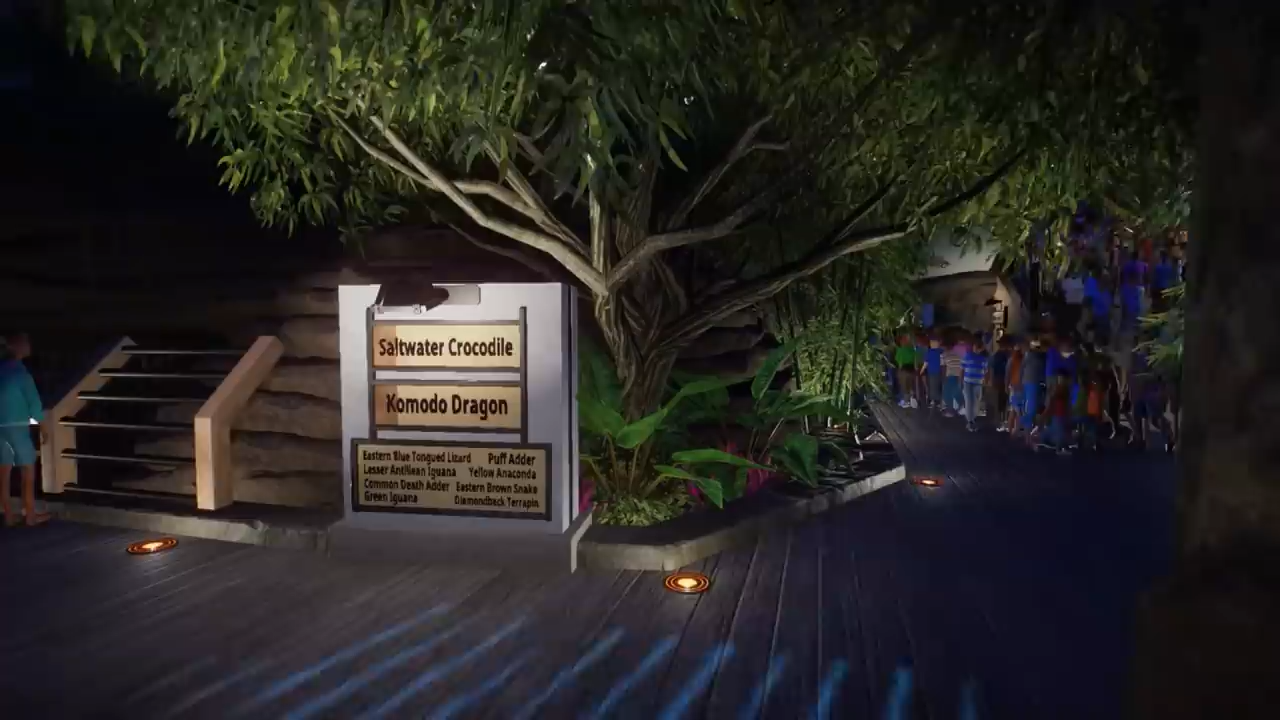 Saltwater Crocodile
Komodo Dragon
Eastern Blue Tongued Lizard Puff Adder
Lesser Antillean Iguana Yellow Anaconda
Common Death Adder Eastern Brown Snake
Green Iguana Diamondback Terrapin